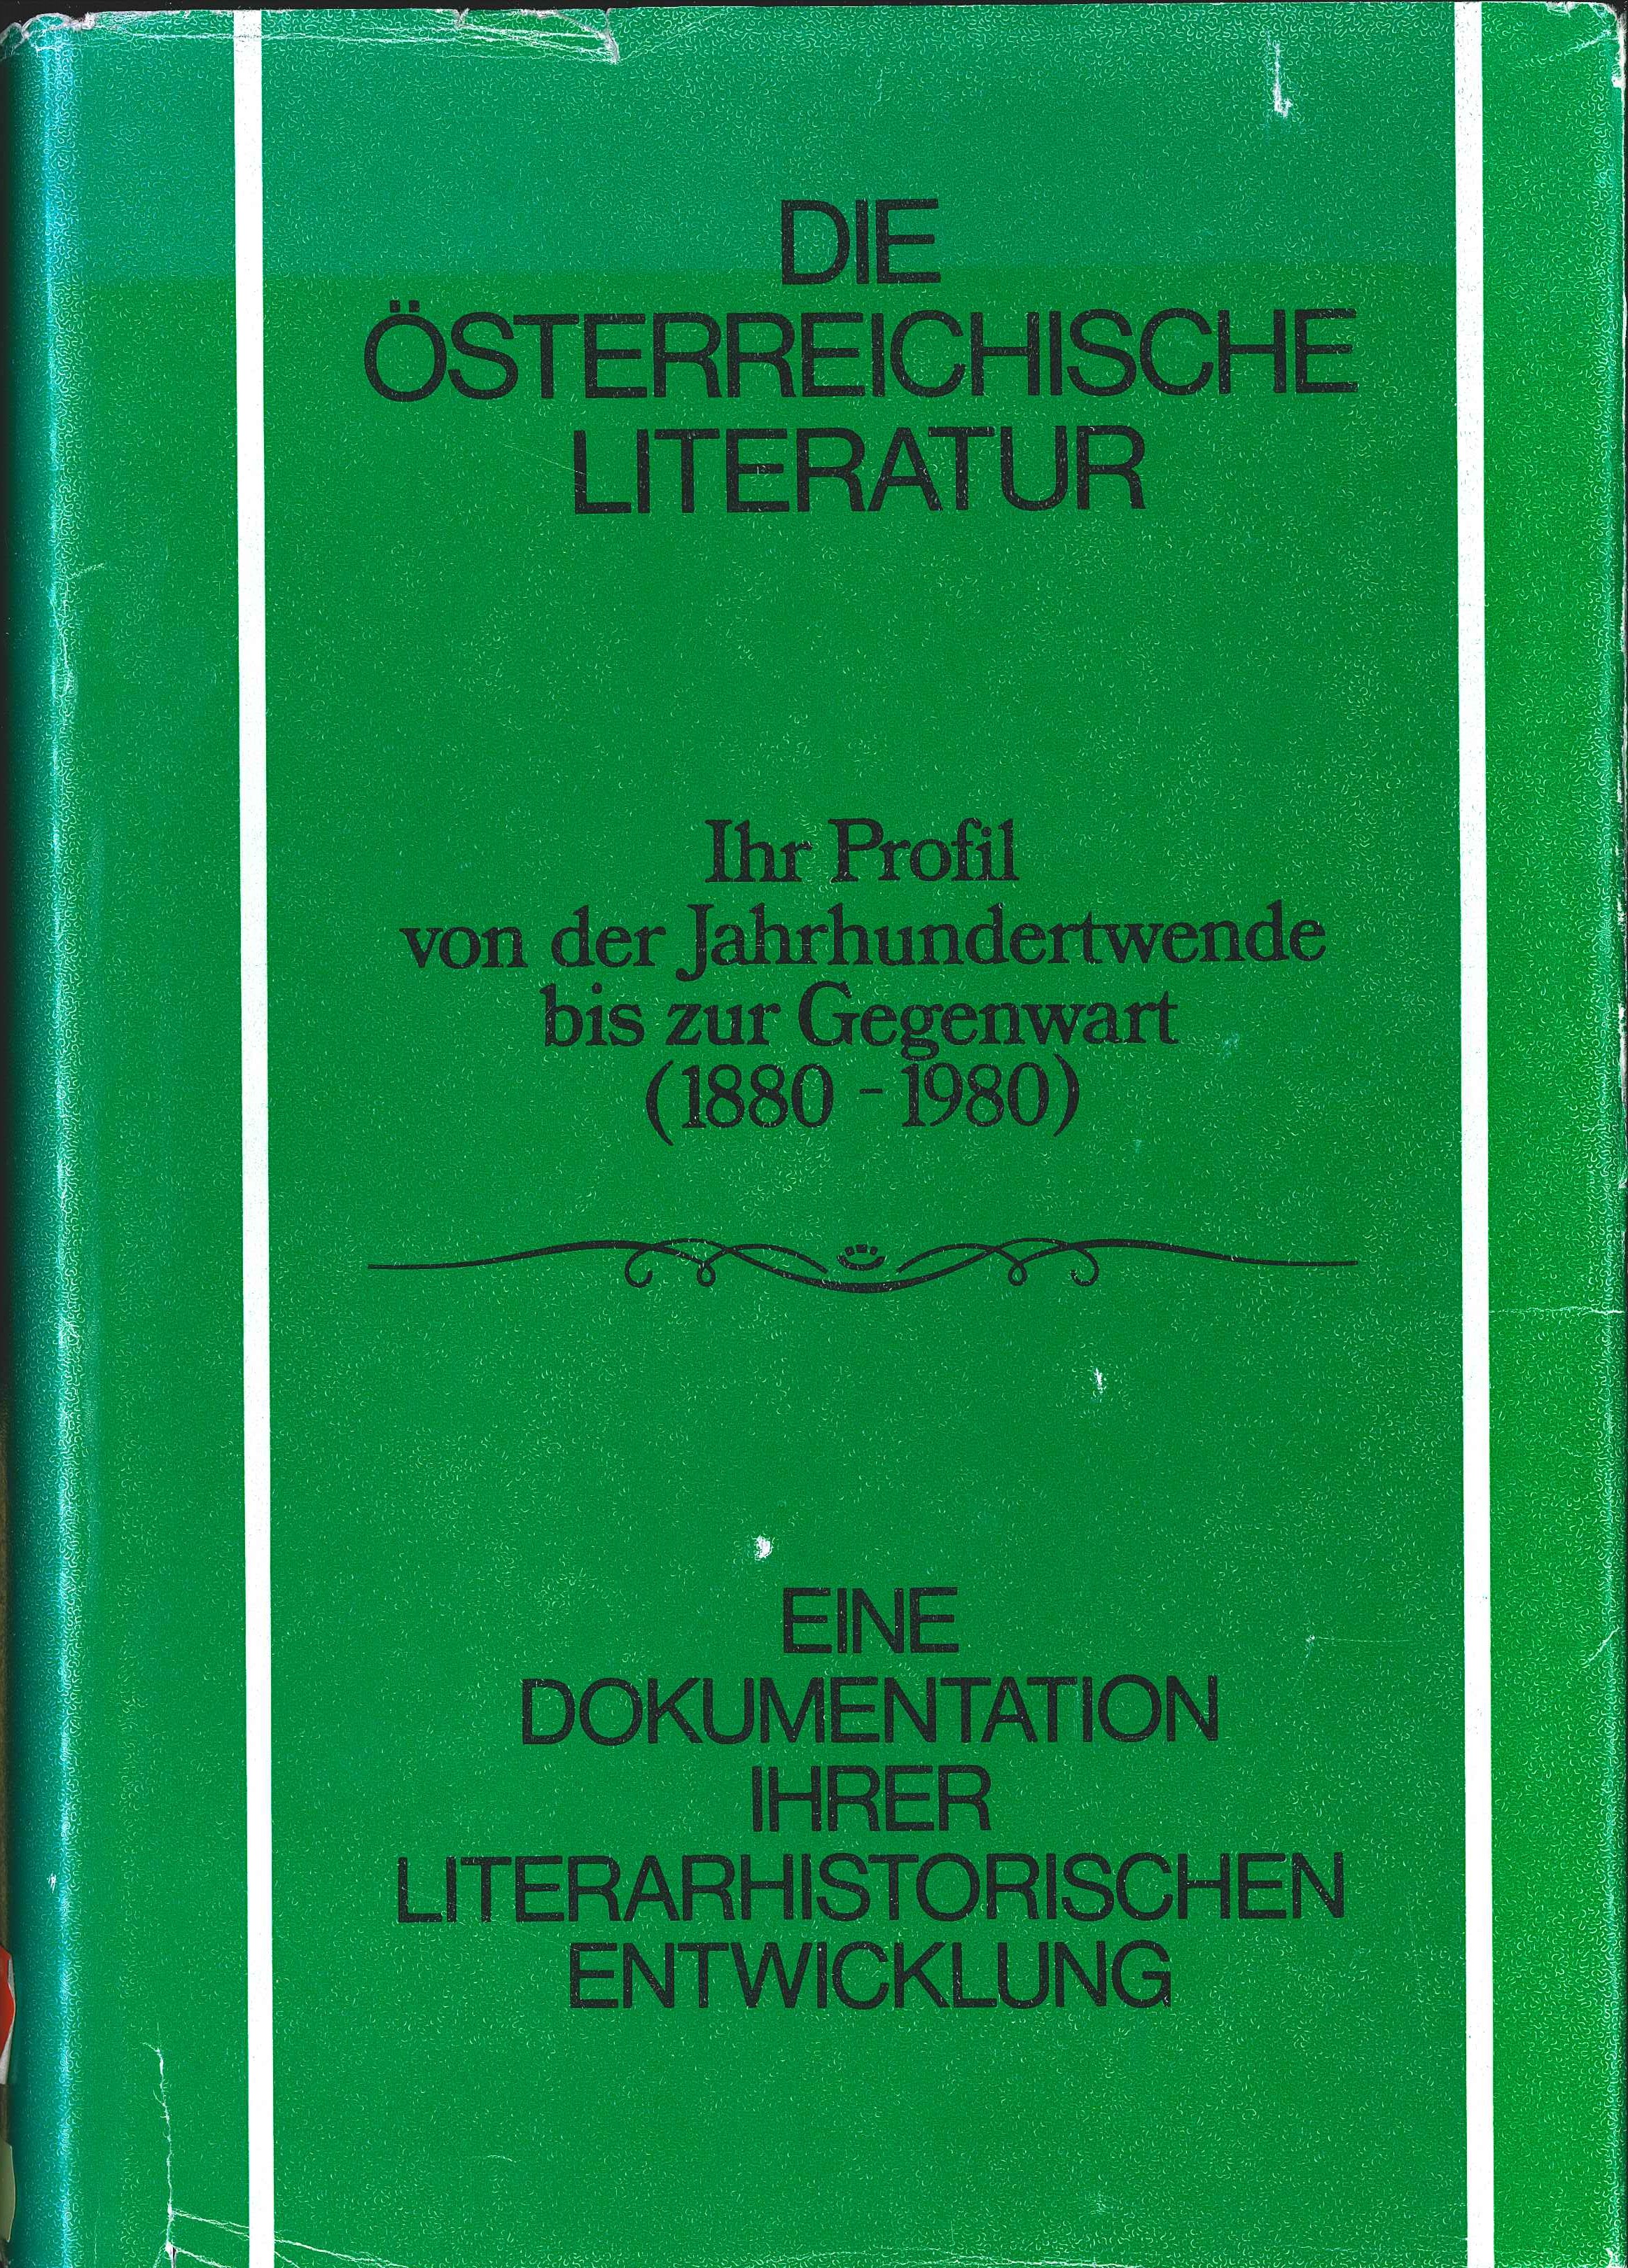 DIE
ÖSTERREICHISCHE
LITERATUR
Ihr Profil
von der Jahrhundertwende
bis zur Gegenwart
(1880 - 1980)
EINE
DOKUMENTATION
IHRER
LITERARHISTORISCHEN
ENTWICKLUNG